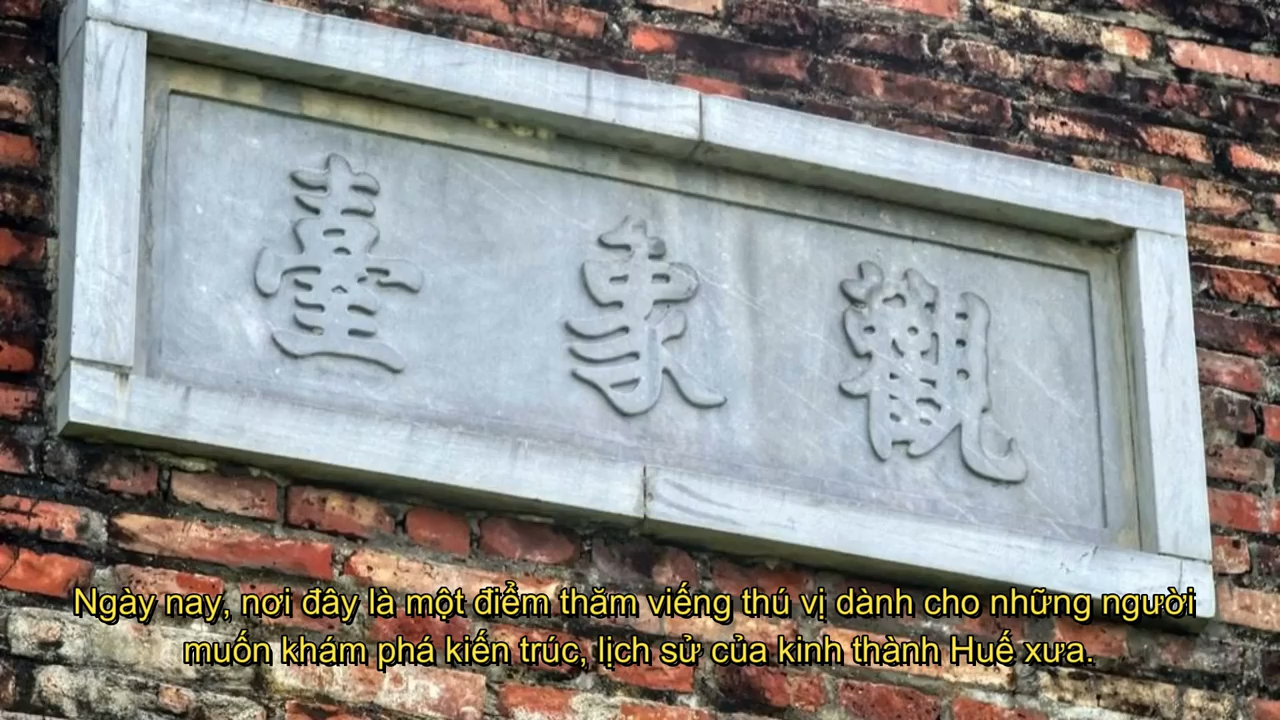 觀象臺
Ngày nay, nơi đây là một điểm thăm viếng thú vị dành cho những người
muốn khám phá kiến trúc, lịch sử của kinh thành Huế xưa.